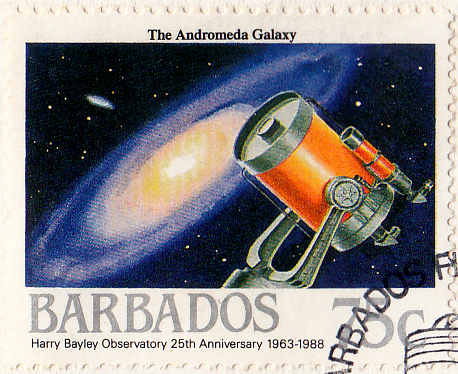 The Andromeda Galaxy
BARBADOS 75c
Harry Bayley Observatory 25th Anniversary 1963-1988
BARBADOS